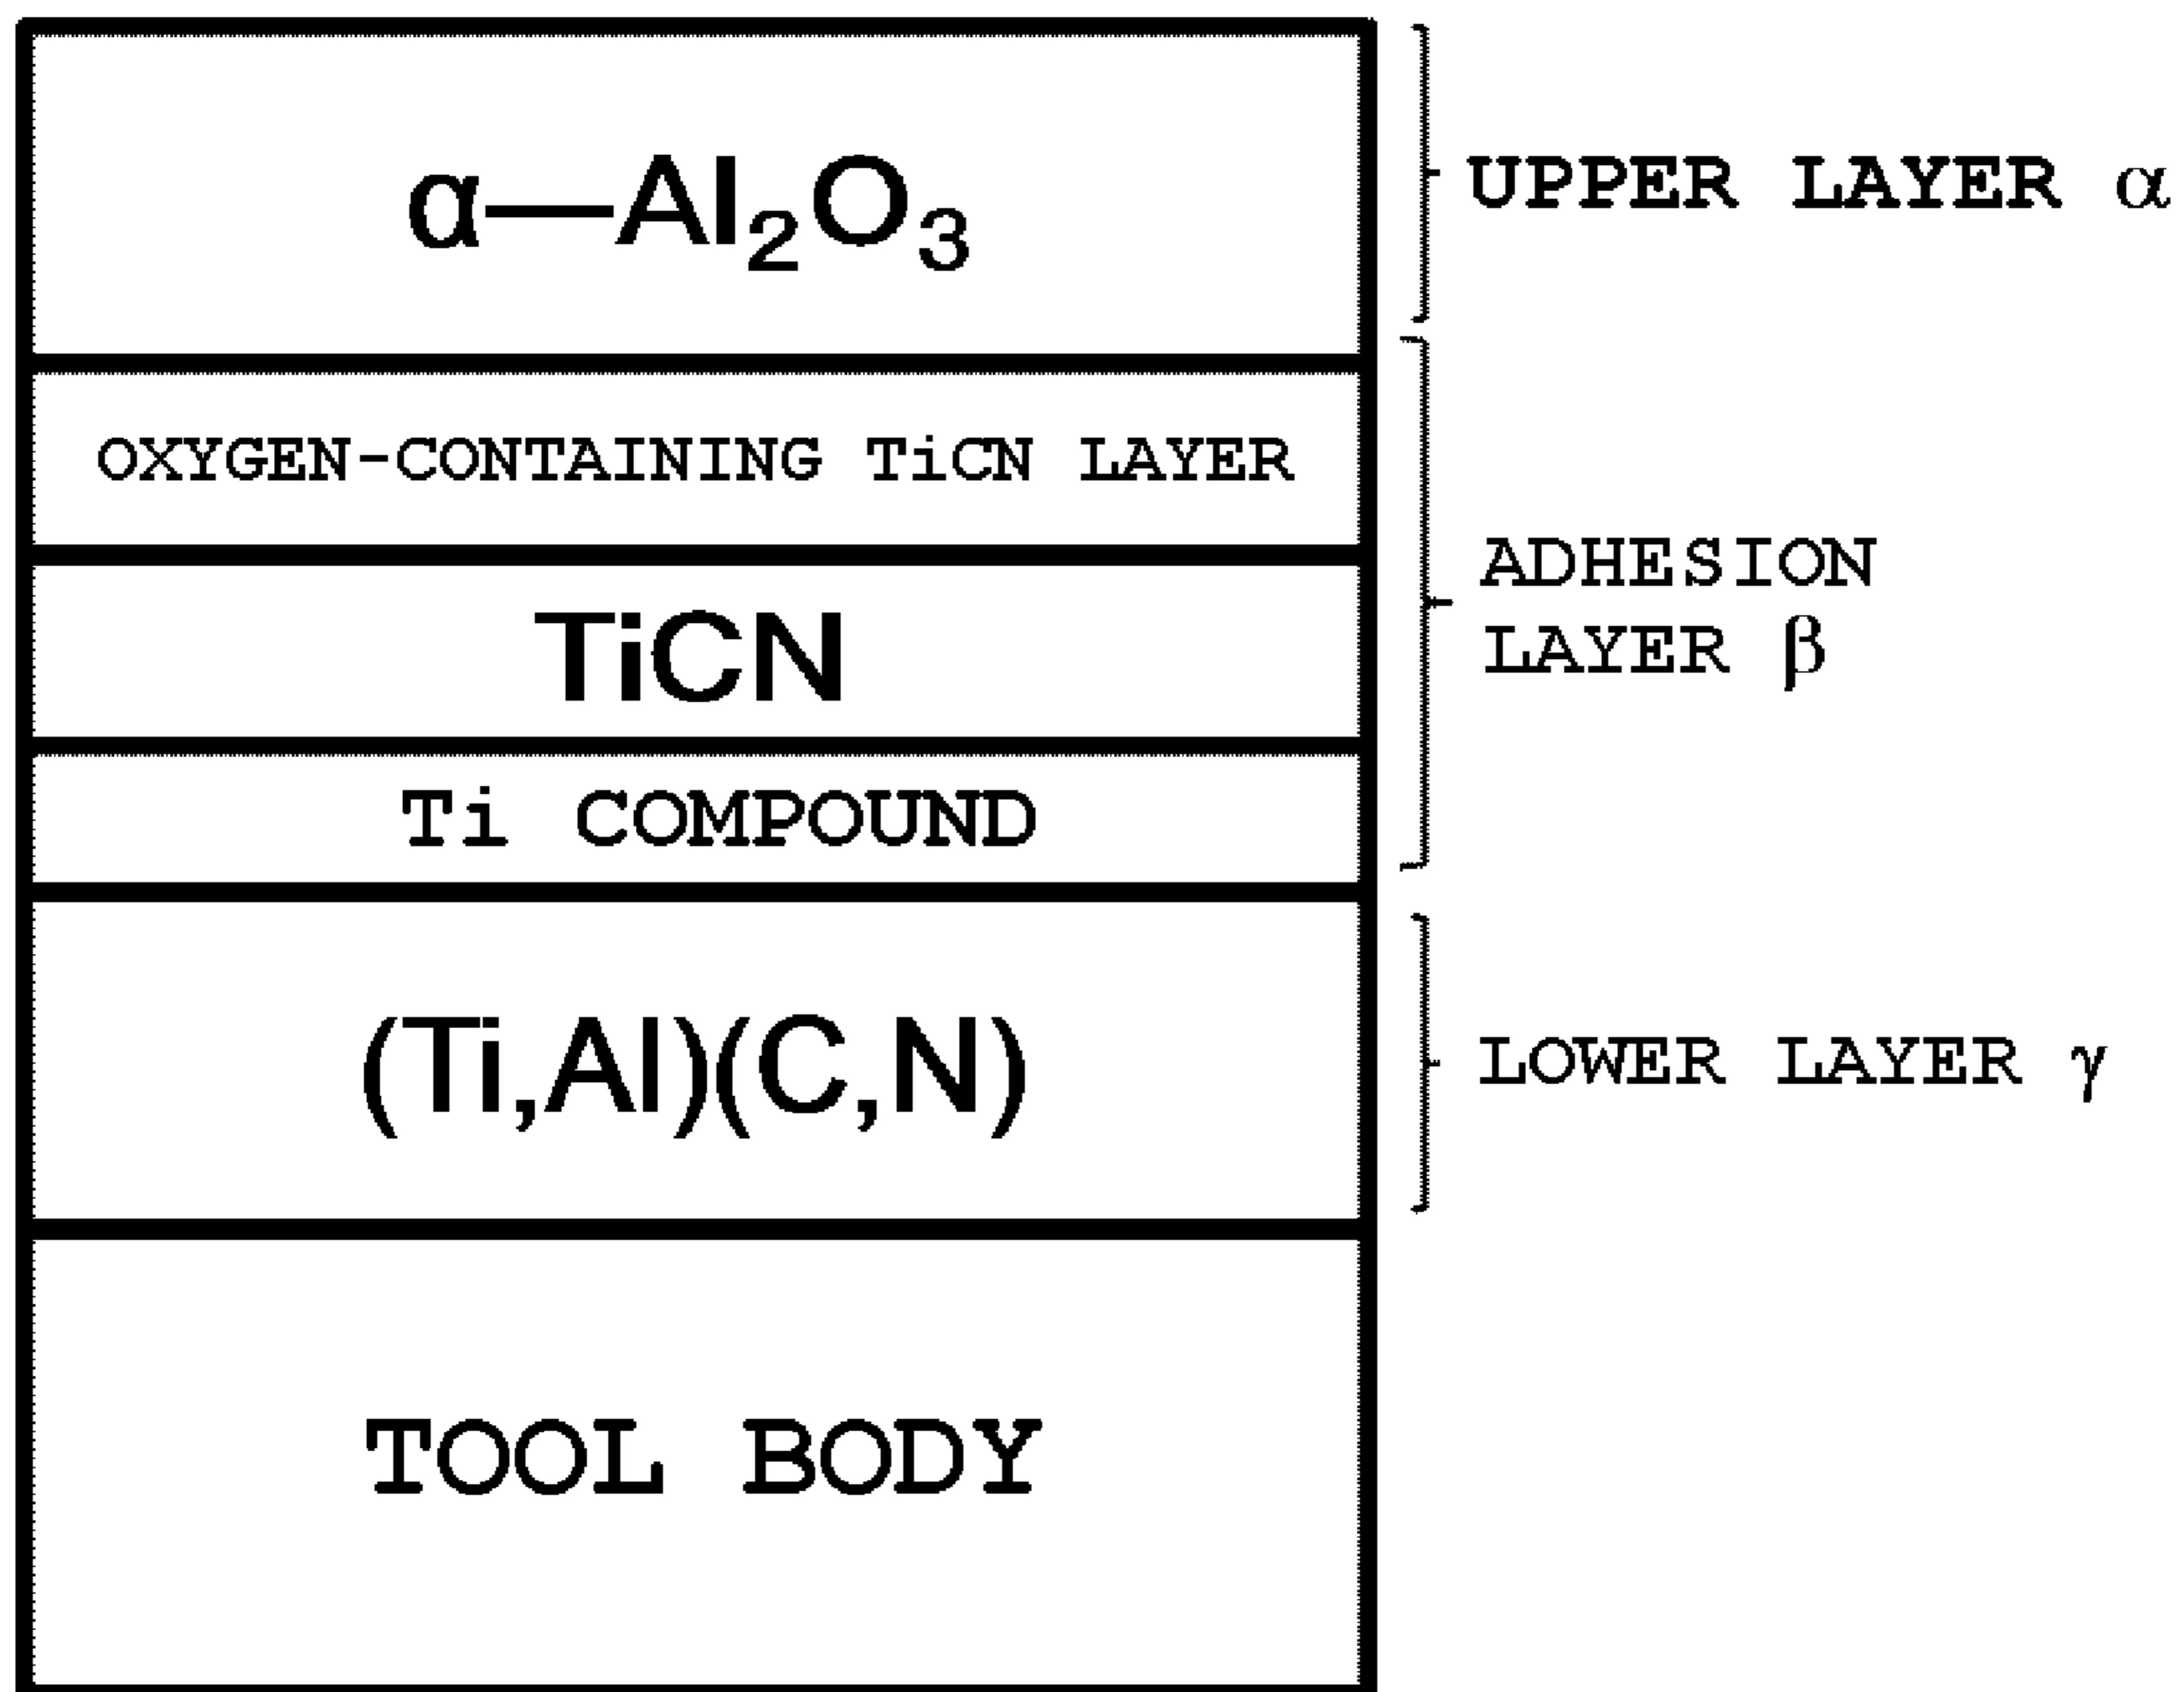 α—Al₂O₃
UPPER LAYER α
OXYGEN-CONTAINING TiCN LAYER
TiCN
ADHESION
LAYER β
Ti COMPOUND
(Ti,Al)(C,N)
LOWER LAYER γ
TOOL BODY